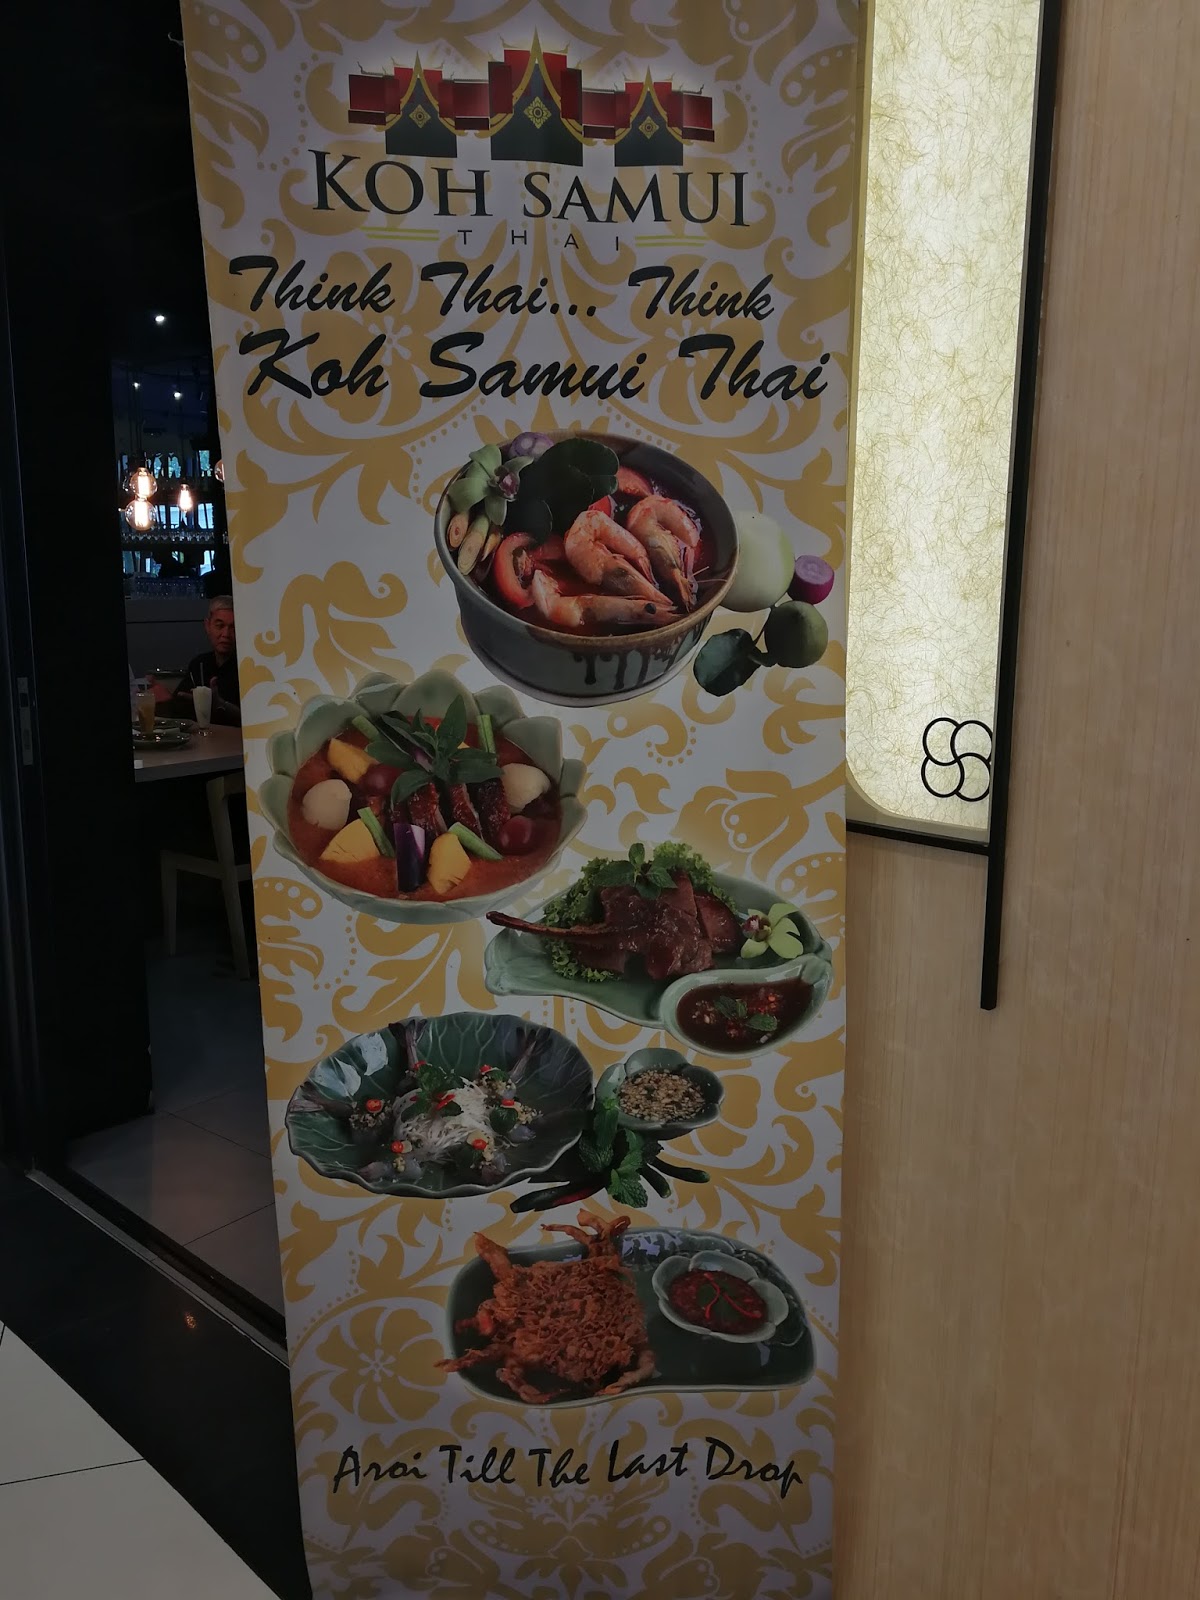 KOH SAMUI
THAI
Think Thai... Think
Koh Samui Thai
Aroi Till The Last Drop